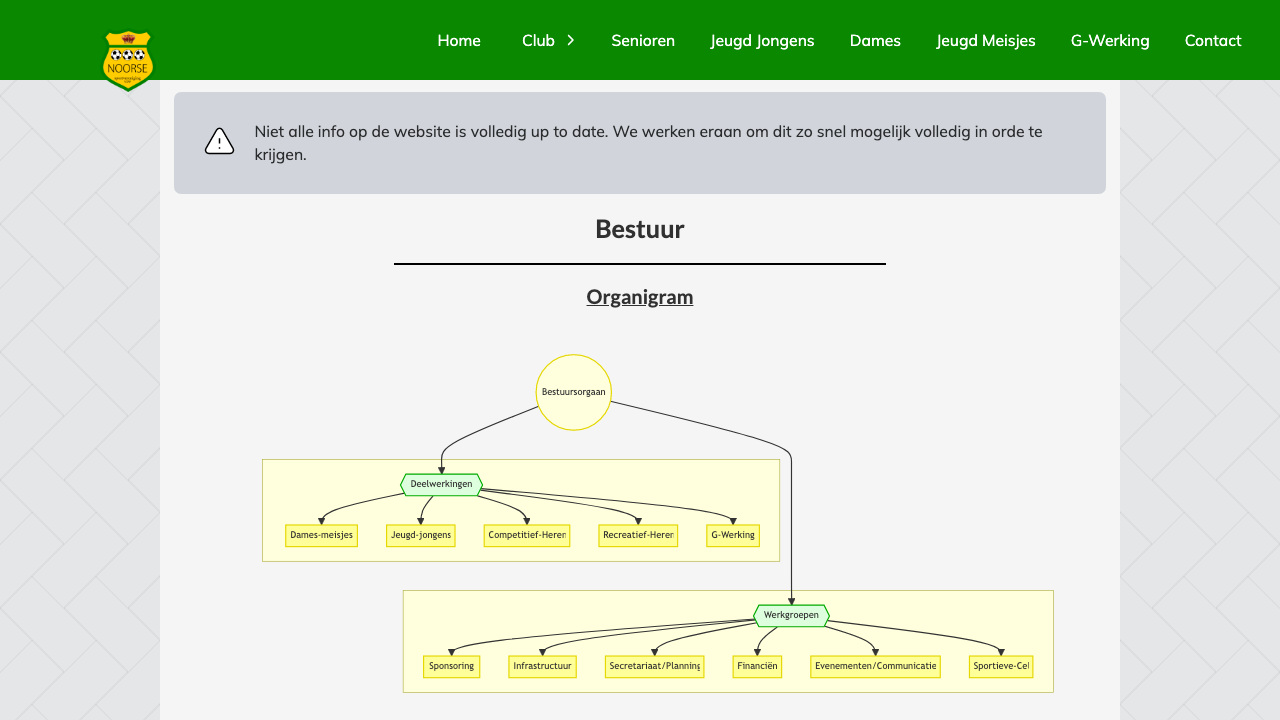 NOORSE
Home
Club
Senioren
Jeugd Jongens
Dames
Jeugd Meisjes
G-Werking
Contact
Niet alle info op de website is volledig up to date. We werken eraan om dit zo snel mogelijk volledig in orde te
krijgen.
Bestuur
Organigram
Bestuursorgaan
Deelwerkingen
Dames-meisjes
Jeugd-jongens
Competitief-Heren
Recreatief-Heren
G-Werking
Werkgroepen
Sponsoring
Infrastructuur
Secretariaat/Planning
Financiën
Evenementen/Communicatie
Sportieve-Cel